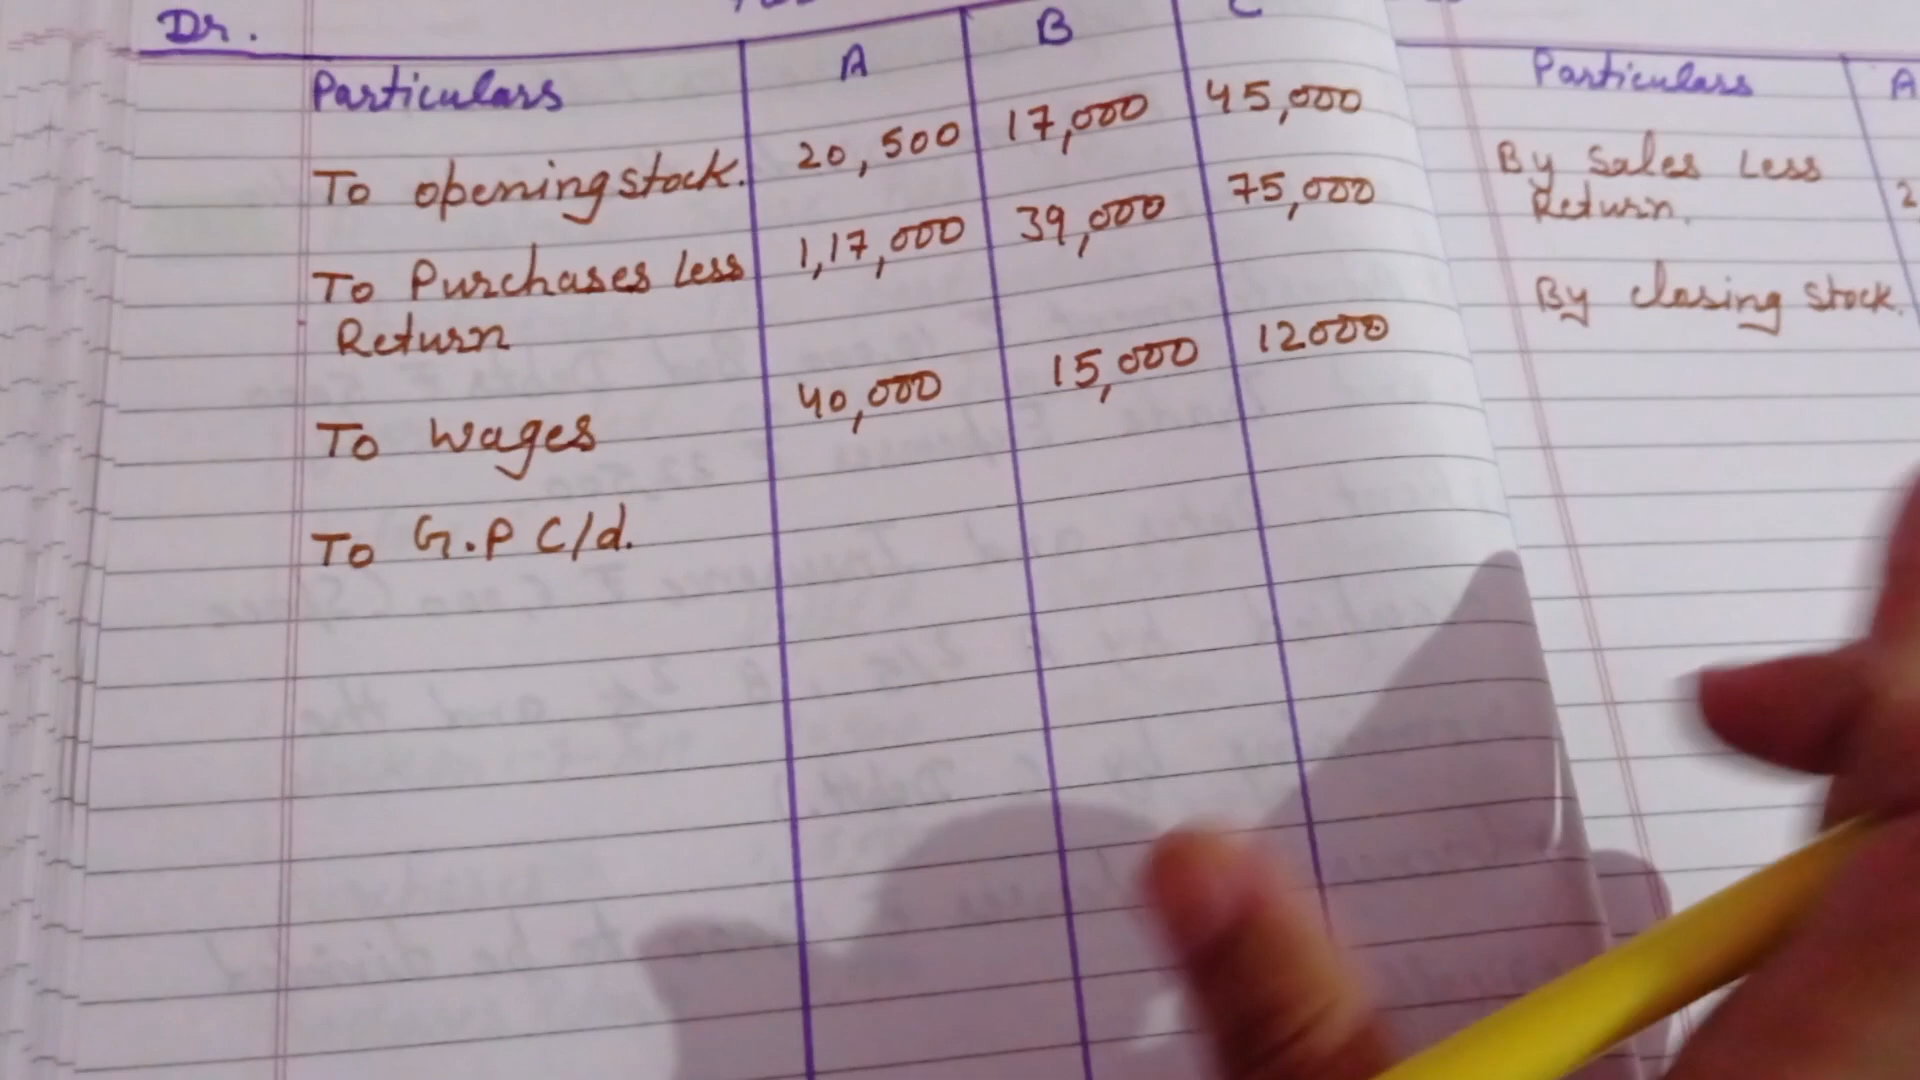 Dr.
Particulars A B C
To opening stock. 20,500 17,000 45,000
To Purchases Less 1,17,000 39,000 75,000
Return
To wages 40,000 15,000 12000
To G.P C/d.
Particulars A
By Sales Less
Return 2
By closing stock.